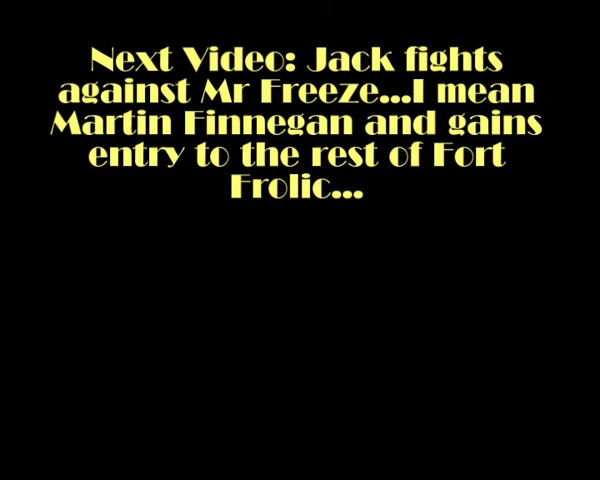 Next Video: Jack fights
against Mr Freeze...I mean
Martin Finnegan and gains
entry to the rest of Fort
Frolic...